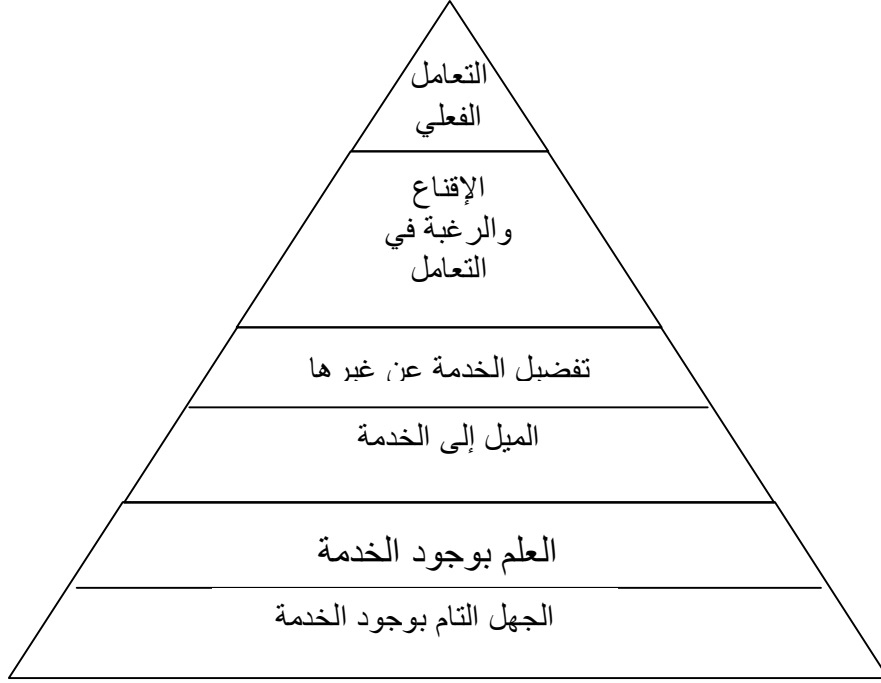 التعامل
الفعلي
الإقناع
والرغبة في
التعامل
تفضيل الخدمة عن غيرها
الميل إلى الخدمة
العلم بوجود الخدمة
الجهل التام بوجود الخدمة